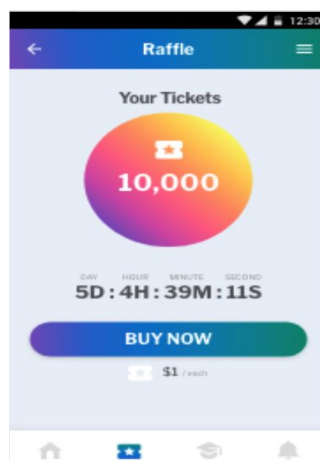 12:30
Raffle
Your Tickets
10,000
DAY HOUR MINUTE SECOND
5D : 4H : 39M : 11S
BUY NOW
$1 / each